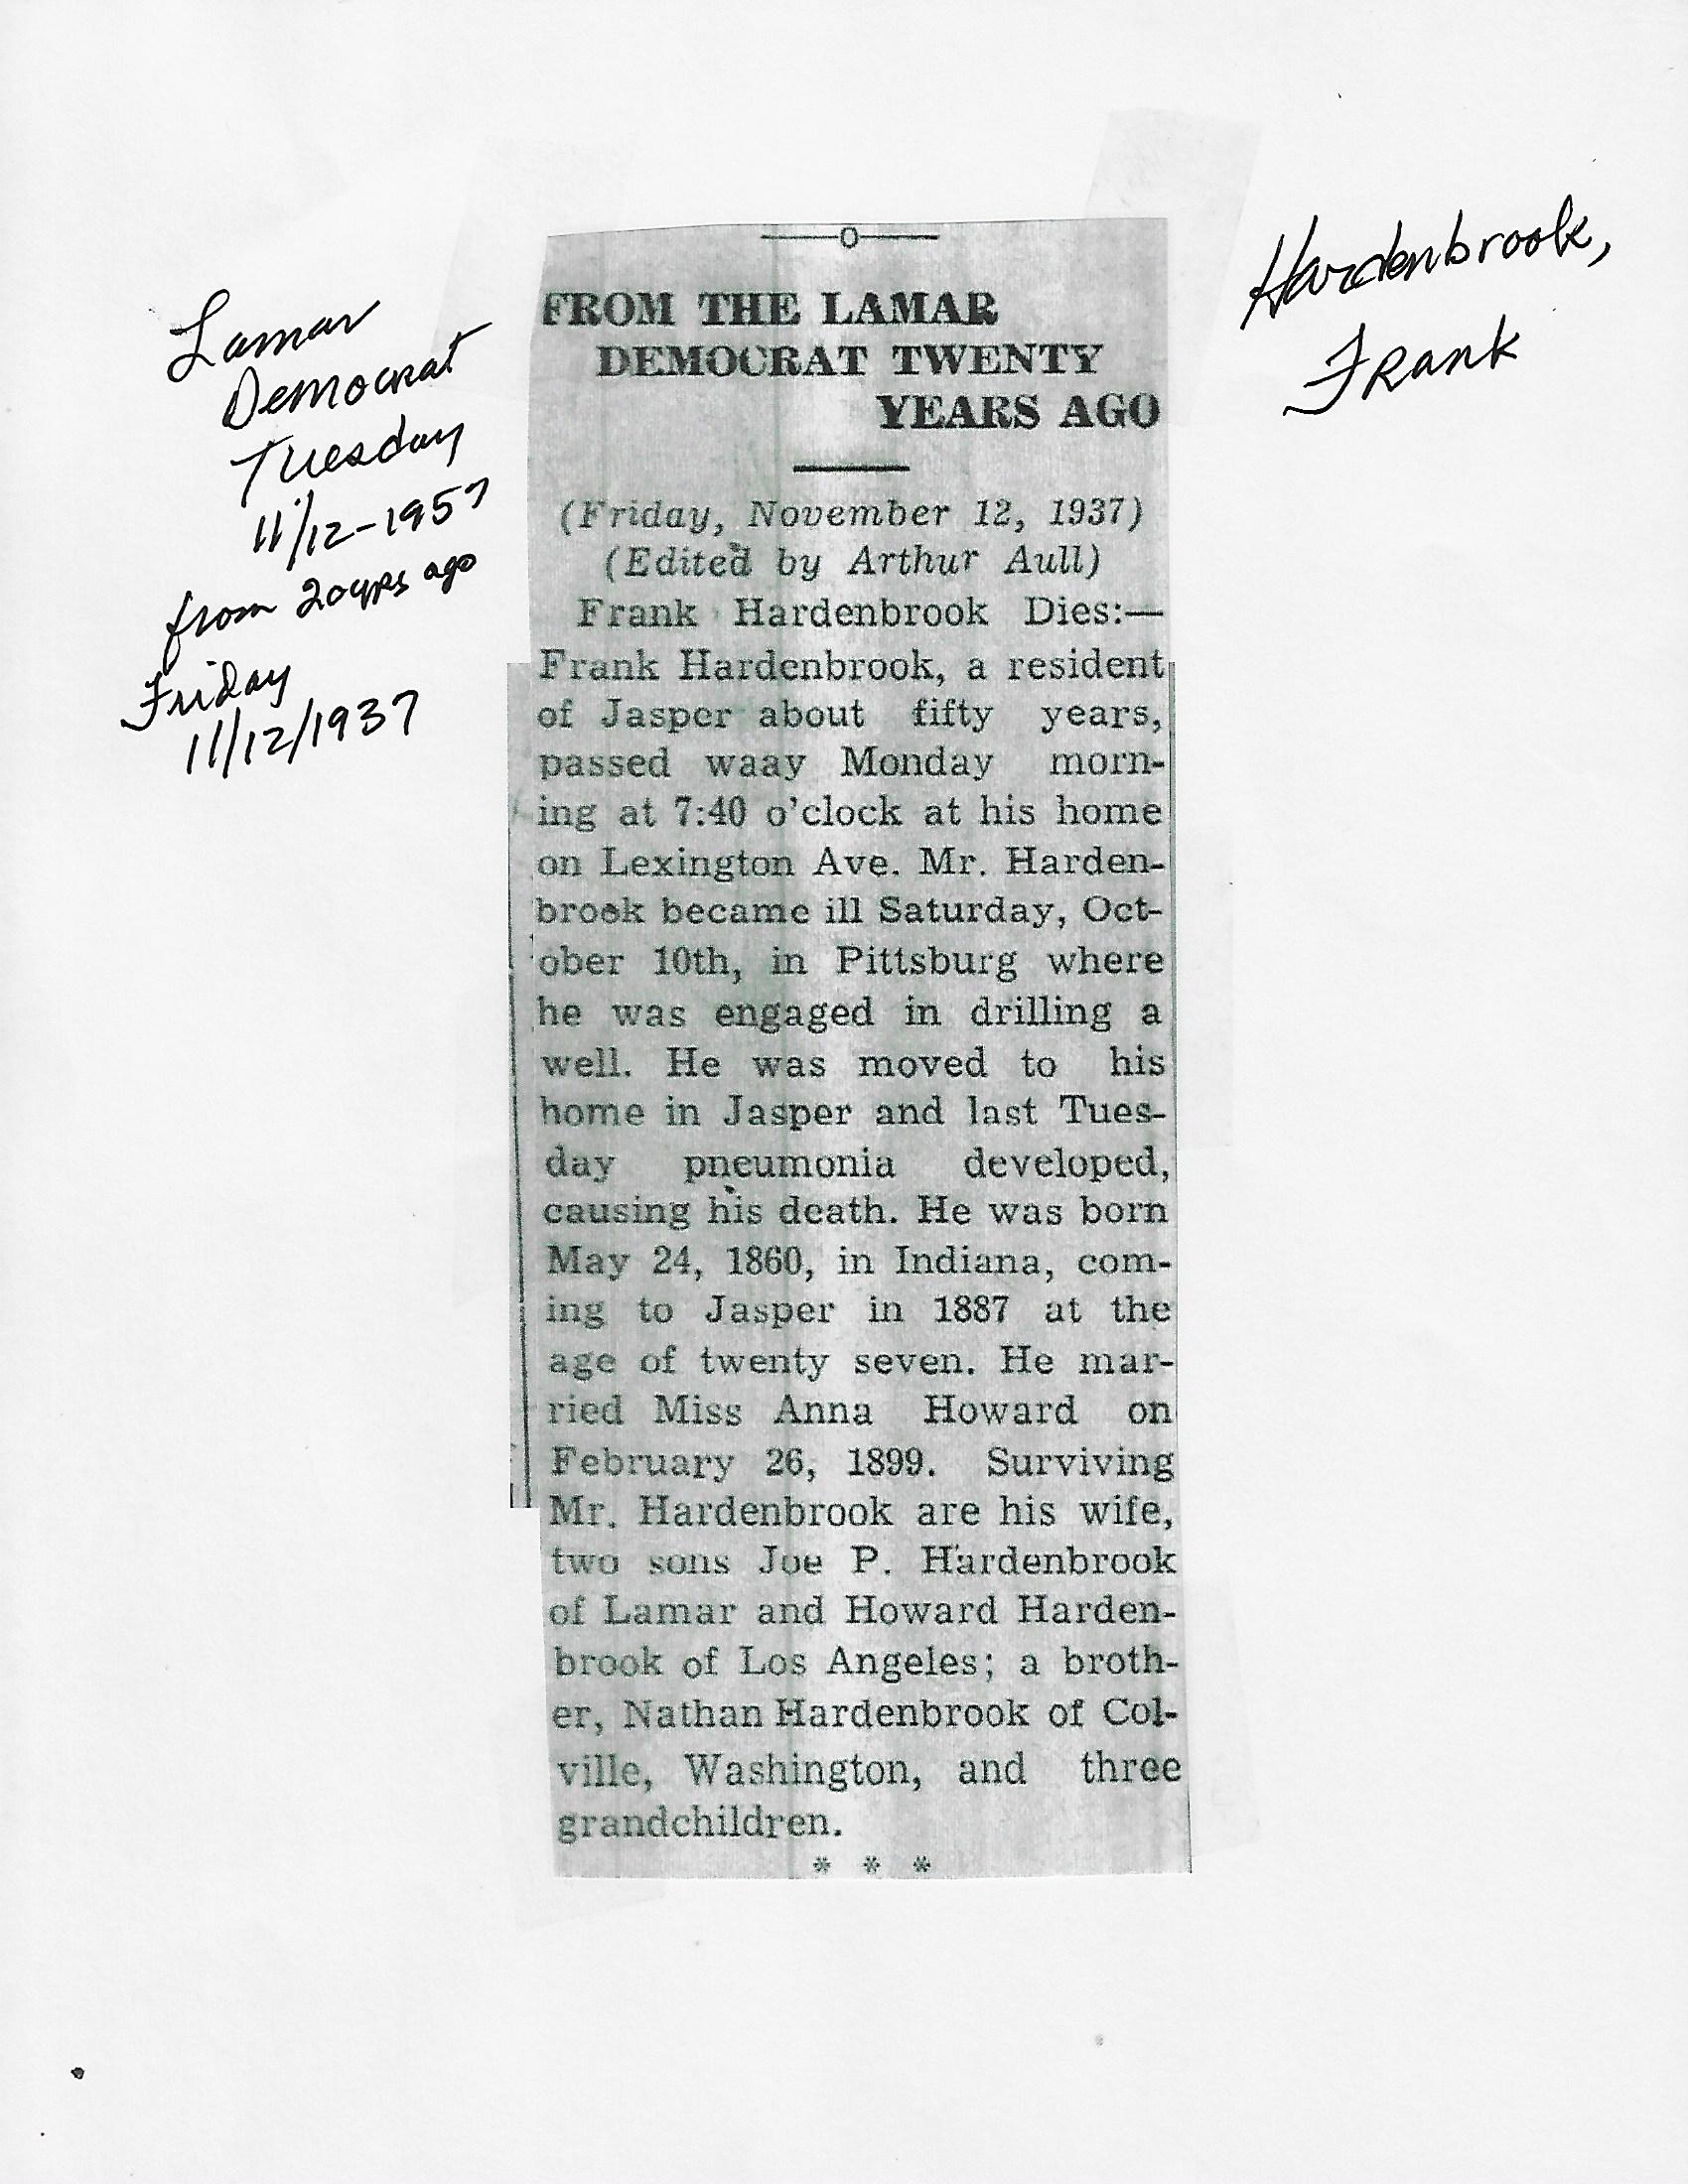 Lamar
Democrat
Tuesday
11/12-1957
from 20yrs ago
Friday
11/12/1937
Hardenbrook,
Frank
—o—
FROM THE LAMAR
DEMOCRAT TWENTY
YEARS AGO
(Friday, November 12, 1937)
(Edited by Arthur Aull)
Frank Hardenbrook Dies:—
Frank Hardenbrook, a resident
of Jasper about fifty years,
passed waay Monday morn-
ing at 7:40 o'clock at his home
on Lexington Ave. Mr. Harden-
brook became ill Saturday, Oct-
ober 10th, in Pittsburg where
he was engaged in drilling a
well. He was moved to his
home in Jasper and last Tues-
day pneumonia developed,
causing his death. He was born
May 24, 1860, in Indiana, com-
ing to Jasper in 1887 at the
age of twenty seven. He mar-
ried Miss Anna Howard on
February 26, 1899. Surviving
Mr. Hardenbrook are his wife,
two sons Joe P. Hardenbrook
of Lamar and Howard Harden-
brook of Los Angeles; a broth-
er, Nathan Hardenbrook of Col-
ville, Washington, and three
grandchildren.
* * *